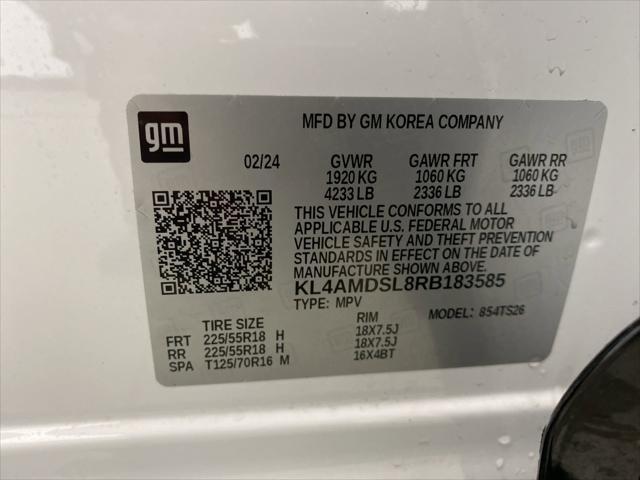 gm
MFD BY GM KOREA COMPANY
02/24 GVWR GAWR FRT GAWR RR
1920 KG 1060 KG 1060 KG
4233 LB 2336 LB 2336 LB
THIS VEHICLE CONFORMS TO ALL
APPLICABLE U.S. FEDERAL MOTOR
VEHICLE SAFETY AND THEFT PREVENTION
STANDARDS IN EFFECT ON THE DATE OF
MANUFACTURE SHOWN ABOVE.
KL4AMDSL8RB183585
TYPE: MPV MODEL: 854TS26
TIRE SIZE RIM
FRT 225/55R18 H 18X7.5J
RR 225/55R18 H 18X7.5J
SPA T125/70R16 M 16X4BT